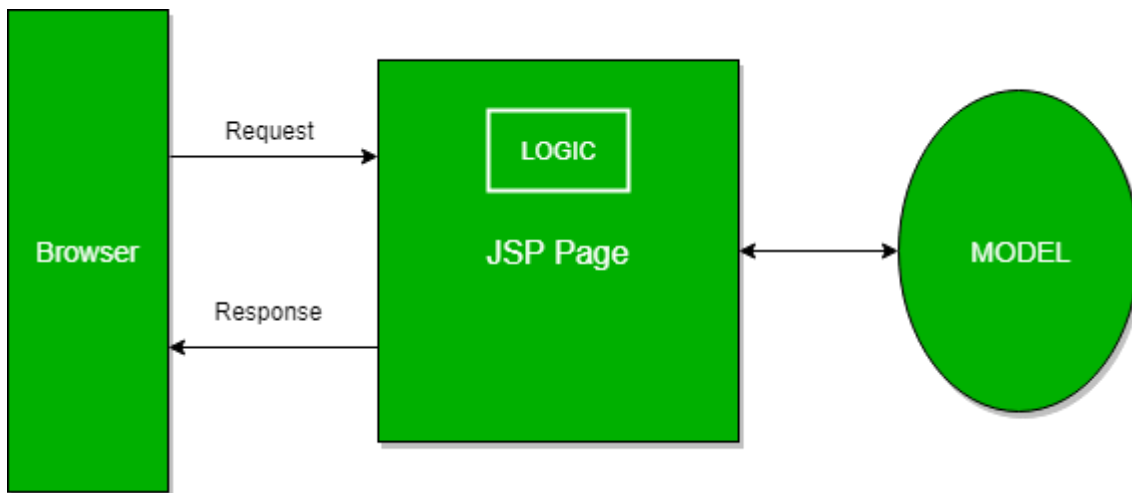 Request
LOGIC
Browser
JSP Page
MODEL
Response